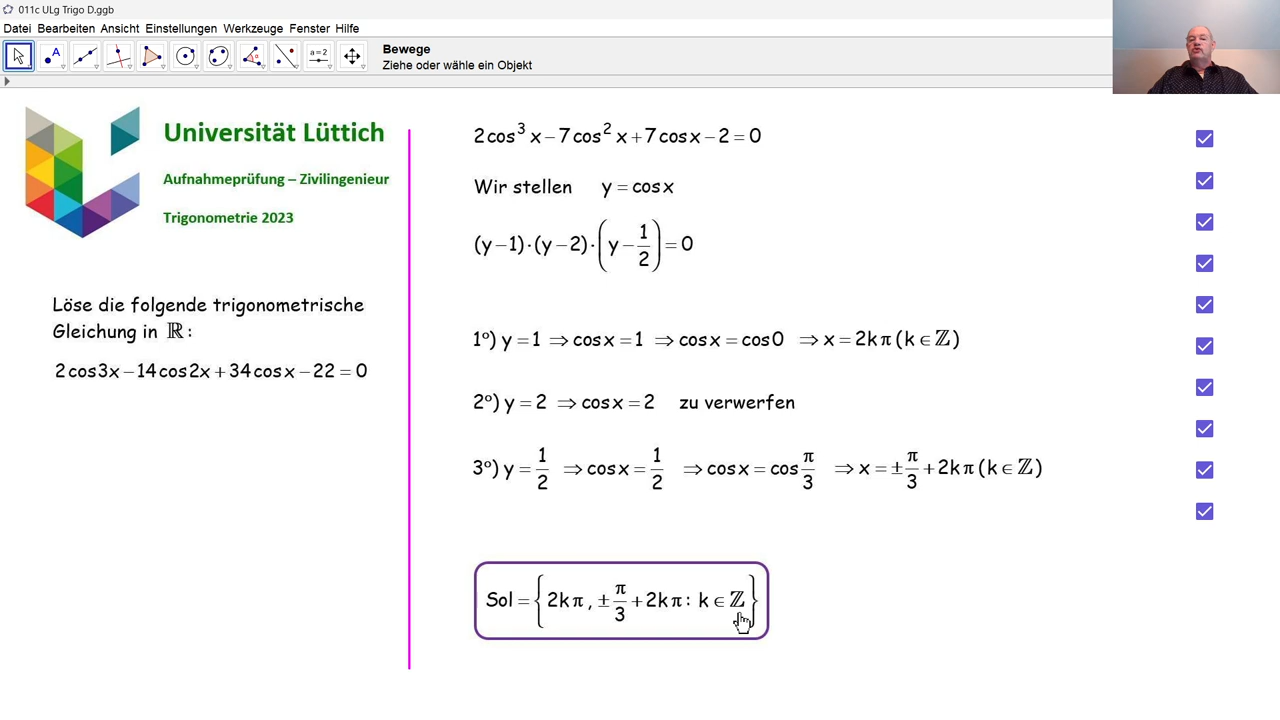 011c ULg Trigo D.ggb
Datei Bearbeiten Ansicht Einstellungen Werkzeuge Fenster Hilfe
A
a=2
Bewege
Ziehe oder wähle ein Objekt
Universität Lüttich
Aufnahmeprüfung – Zivilingenieur
Trigonometrie 2023
Löse die folgende trigonometrische
Gleichung in ℝ:
2cos3x − 14cos2x + 34cosx − 22 = 0
2cos³x − 7cos²x + 7cosx − 2 = 0
Wir stellen y = cosx
(y − 1)·(y − 2)·(y − 1/2) = 0
1°) y = 1 ⇒ cosx = 1 ⇒ cosx = cos0 ⇒ x = 2kπ (k ∈ ℤ)
2°) y = 2 ⇒ cosx = 2 zu verwerfen
3°) y = 1/2 ⇒ cosx = 1/2 ⇒ cosx = cos π/3 ⇒ x = ± π/3 + 2kπ (k ∈ ℤ)
Sol = {2kπ , ± π/3 + 2kπ : k ∈ ℤ}